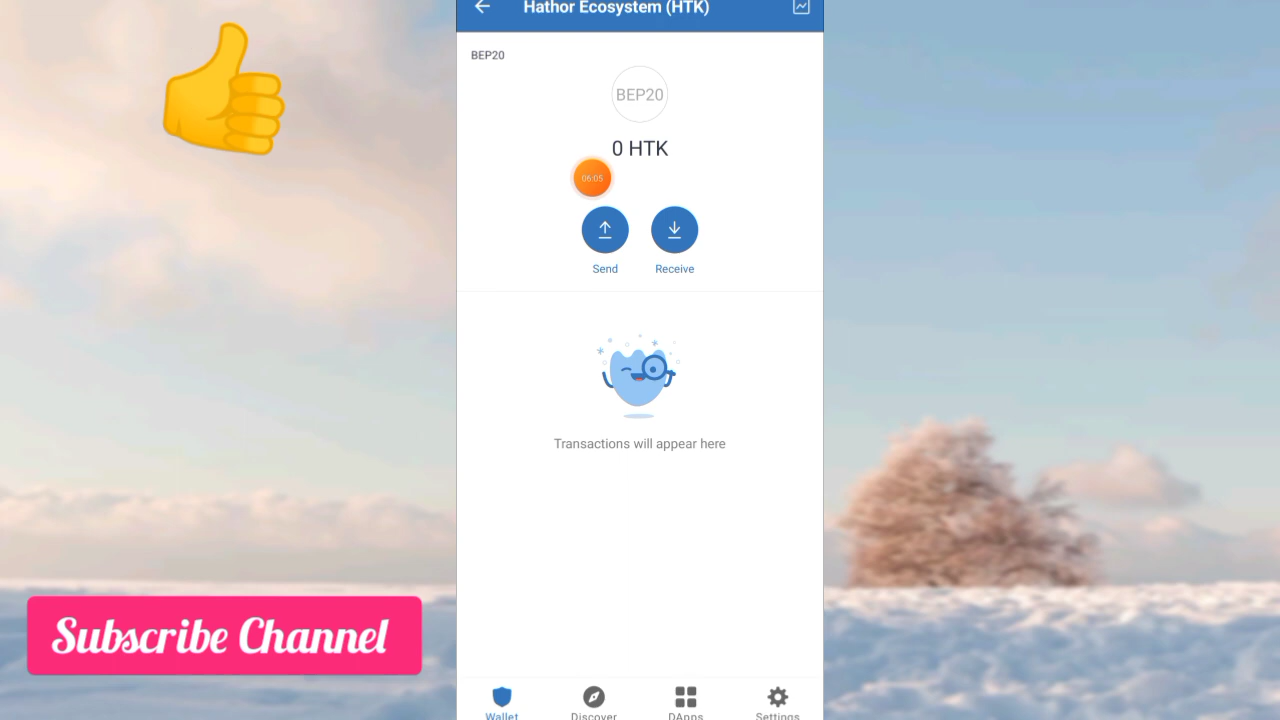 Hathor Ecosystem (HTK)
BEP20
BEP20
0 HTK
06:05
Send
Receive
Transactions will appear here
Subscribe Channel
Wallet
Discover
DApps
Settings